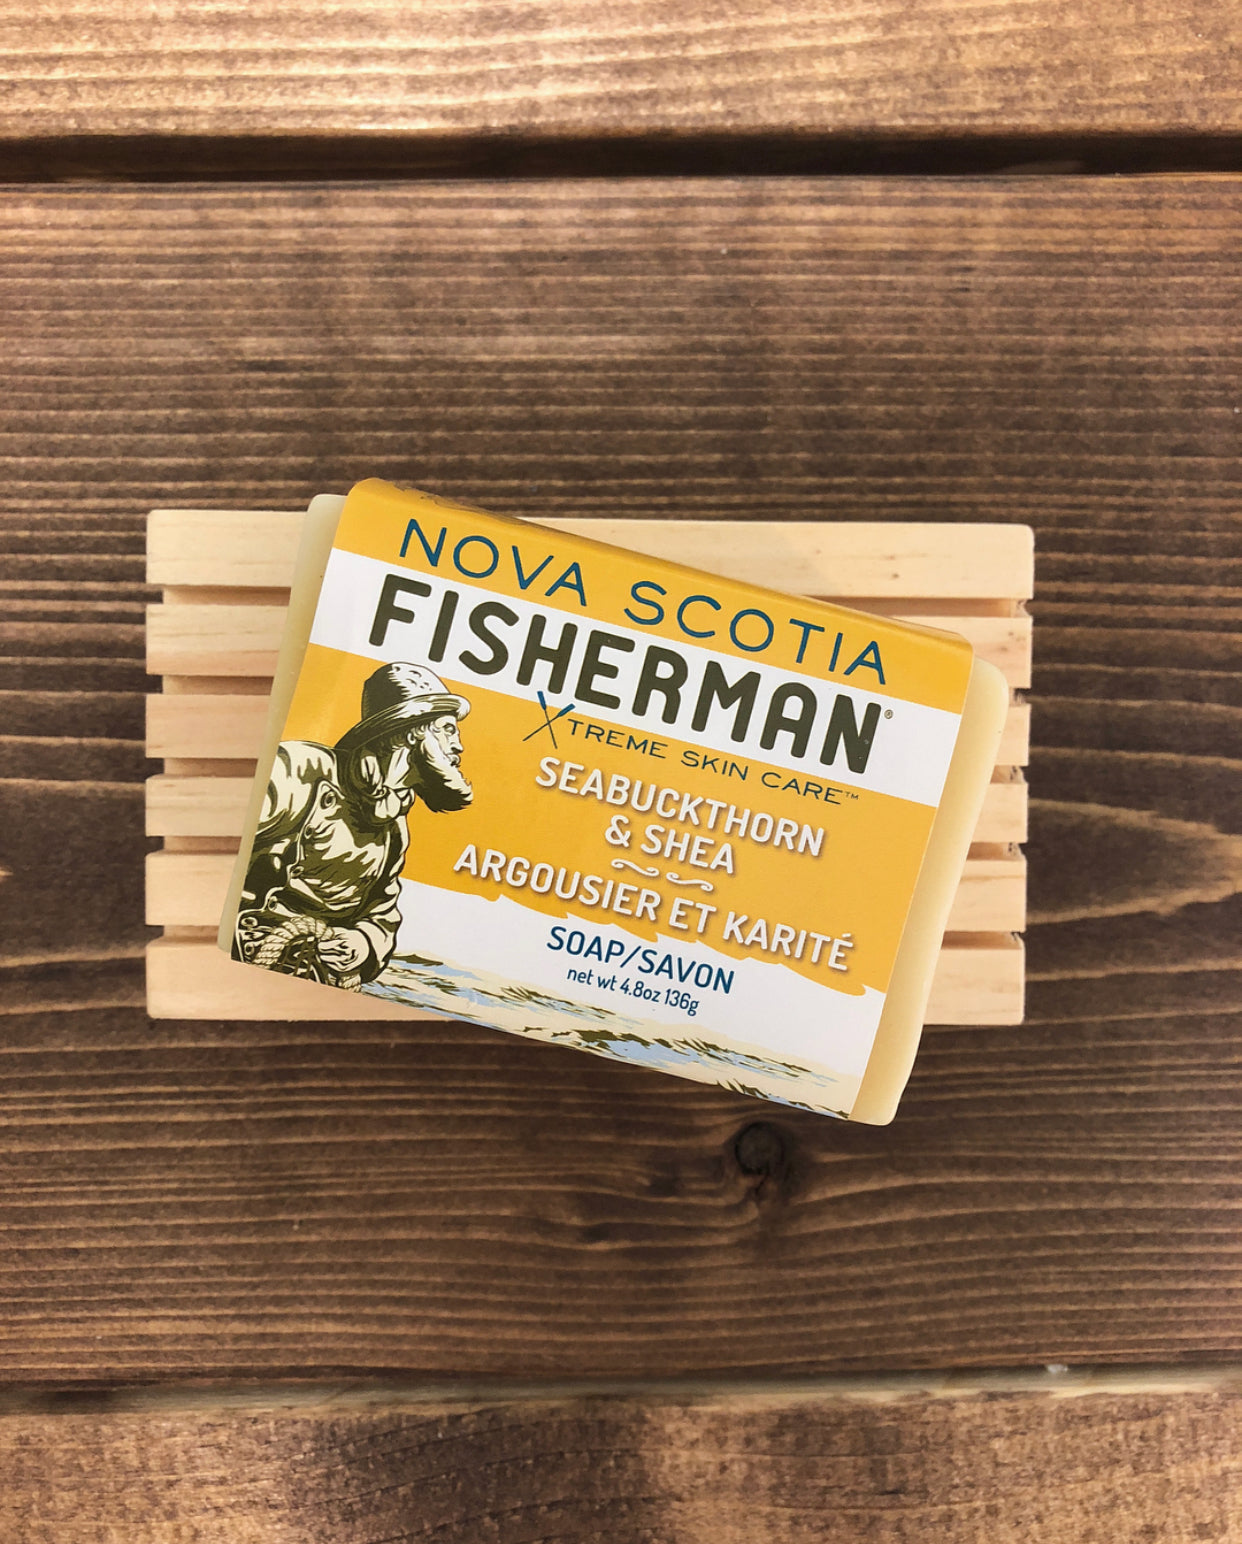 NOVA SCOTIA
FISHERMAN®
XTREME SKIN CARE™
SEABUCKTHORN
& SHEA
ARGOUSIER ET KARITÉ
SOAP/SAVON
net wt 4.8oz 136g